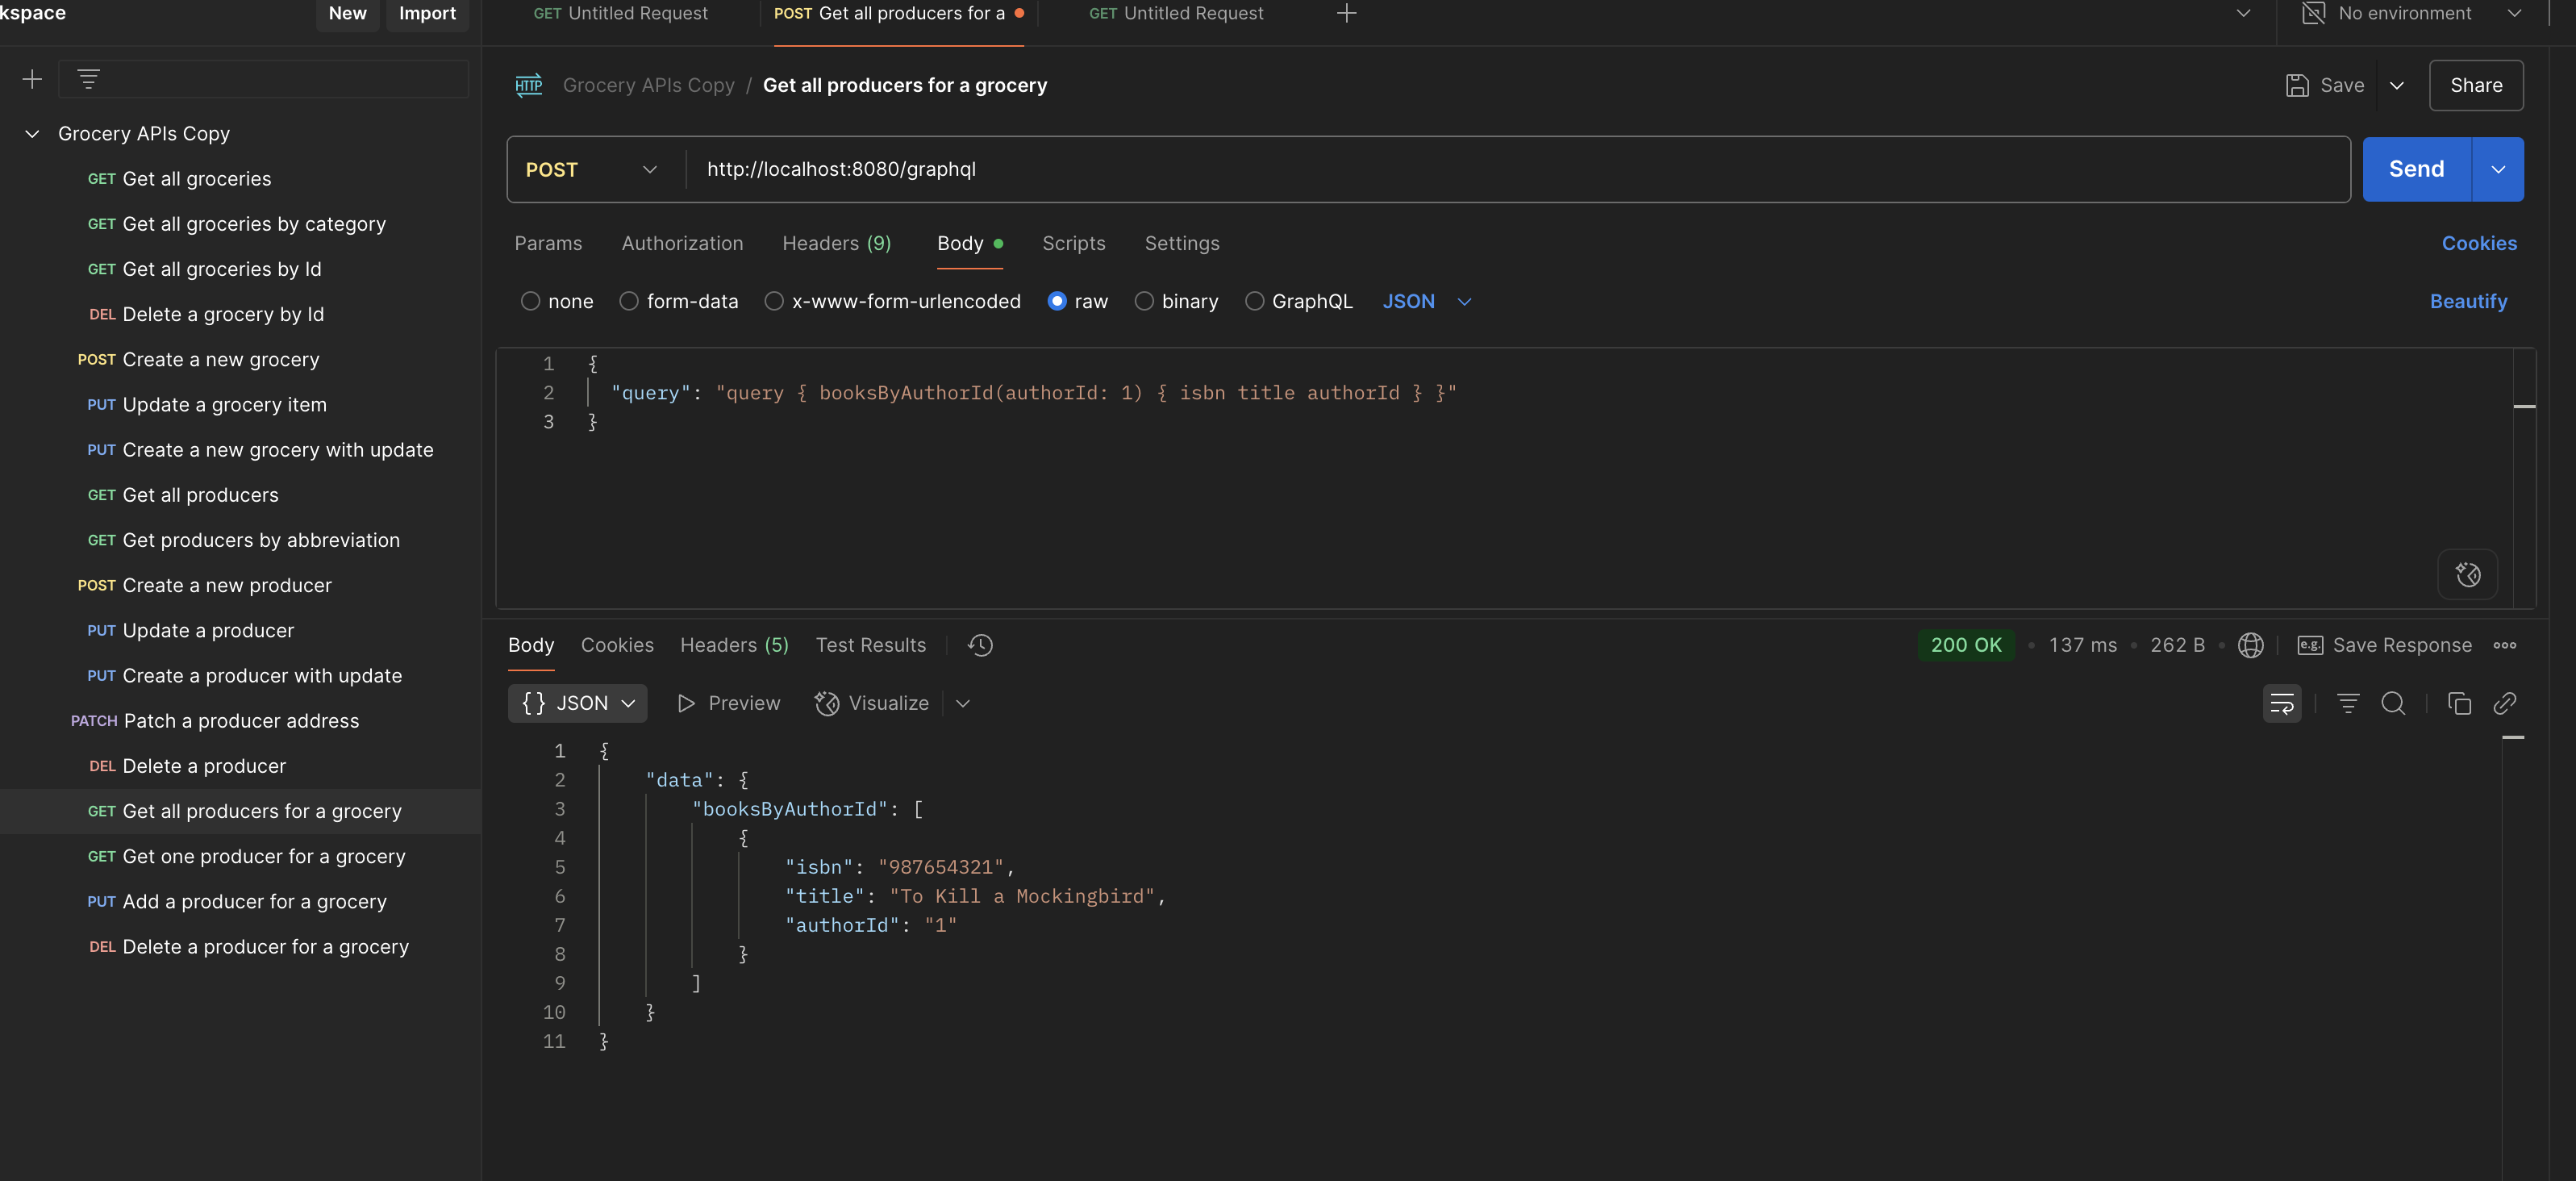 kspace New Import
GET Untitled Request POST Get all producers for a GET Untitled Request No environment
Grocery APIs Copy
GET Get all groceries
GET Get all groceries by category
GET Get all groceries by Id
DEL Delete a grocery by Id
POST Create a new grocery
PUT Update a grocery item
PUT Create a new grocery with update
GET Get all producers
GET Get producers by abbreviation
POST Create a new producer
PUT Update a producer
PUT Create a producer with update
PATCH Patch a producer address
DEL Delete a producer
GET Get all producers for a grocery
GET Get one producer for a grocery
PUT Add a producer for a grocery
DEL Delete a producer for a grocery
HTTP Grocery APIs Copy / Get all producers for a grocery Save Share
POST http://localhost:8080/graphql Send
Params Authorization Headers (9) Body Scripts Settings Cookies
none form-data x-www-form-urlencoded raw binary GraphQL JSON Beautify
1 {
2 "query": "query { booksByAuthorId(authorId: 1) { isbn title authorId } }"
3 }
Body Cookies Headers (5) Test Results 200 OK • 137 ms • 262 B • e.g. Save Response
{} JSON Preview Visualize
1 {
2 "data": {
3 "booksByAuthorId": [
4 {
5 "isbn": "987654321",
6 "title": "To Kill a Mockingbird",
7 "authorId": "1"
8 }
9 ]
10 }
11 }